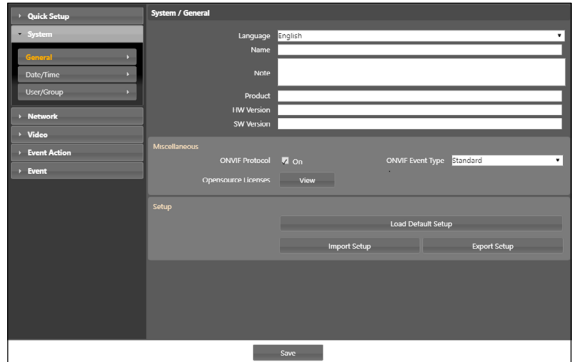 Quick Setup
System
General
Date/Time
User/Group
Network
Video
Event Action
Event
System / General
Language English
Name
Note
Product
HW Version
SW Version
Miscellaneous
ONVIF Protocol On ONVIF Event Type Standard
Opensource Licenses View
Setup
Load Default Setup
Import Setup Export Setup
Save